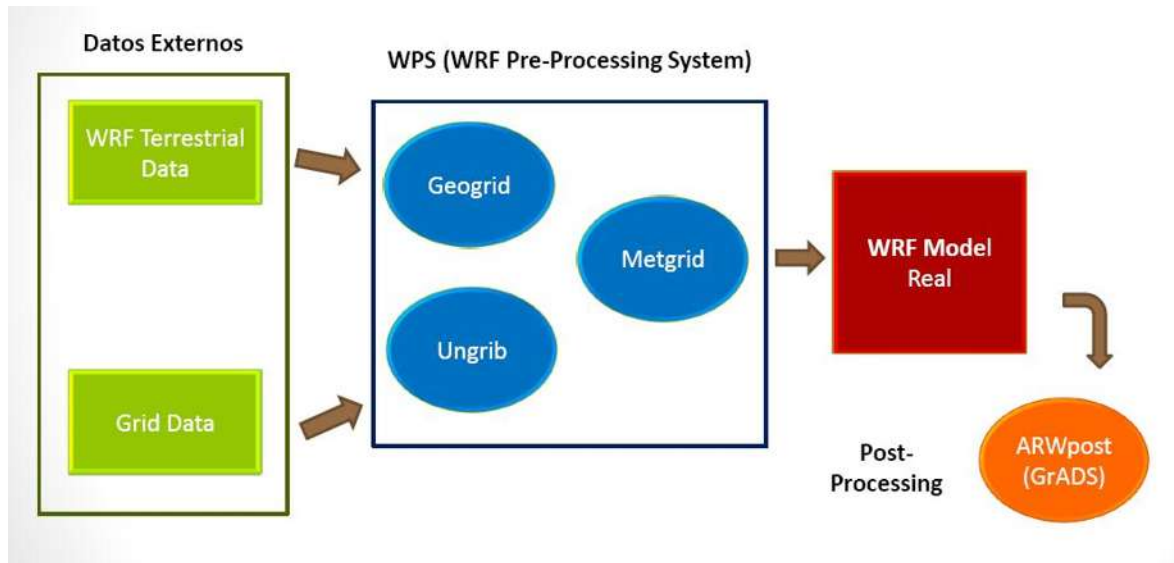 Datos Externos
WRF Terrestrial
Data
Grid Data
WPS (WRF Pre-Processing System)
Geogrid
Metgrid
Ungrib
WRF Model
Real
Post-
Processing
ARWpost
(GrADS)